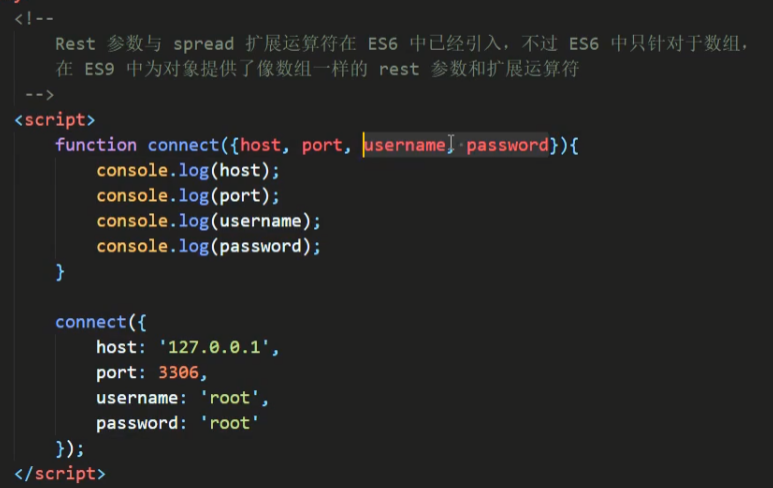 <!--
Rest 参数与 spread 扩展运算符在 ES6 中已经引入，不过 ES6 中只针对于数组，
在 ES9 中为对象提供了像数组一样的 rest 参数和扩展运算符
-->
<script>
function connect({host, port, username, password}){
console.log(host);
console.log(port);
console.log(username);
console.log(password);
}
connect({
host: '127.0.0.1',
port: 3306,
username: 'root',
password: 'root'
});
</script>